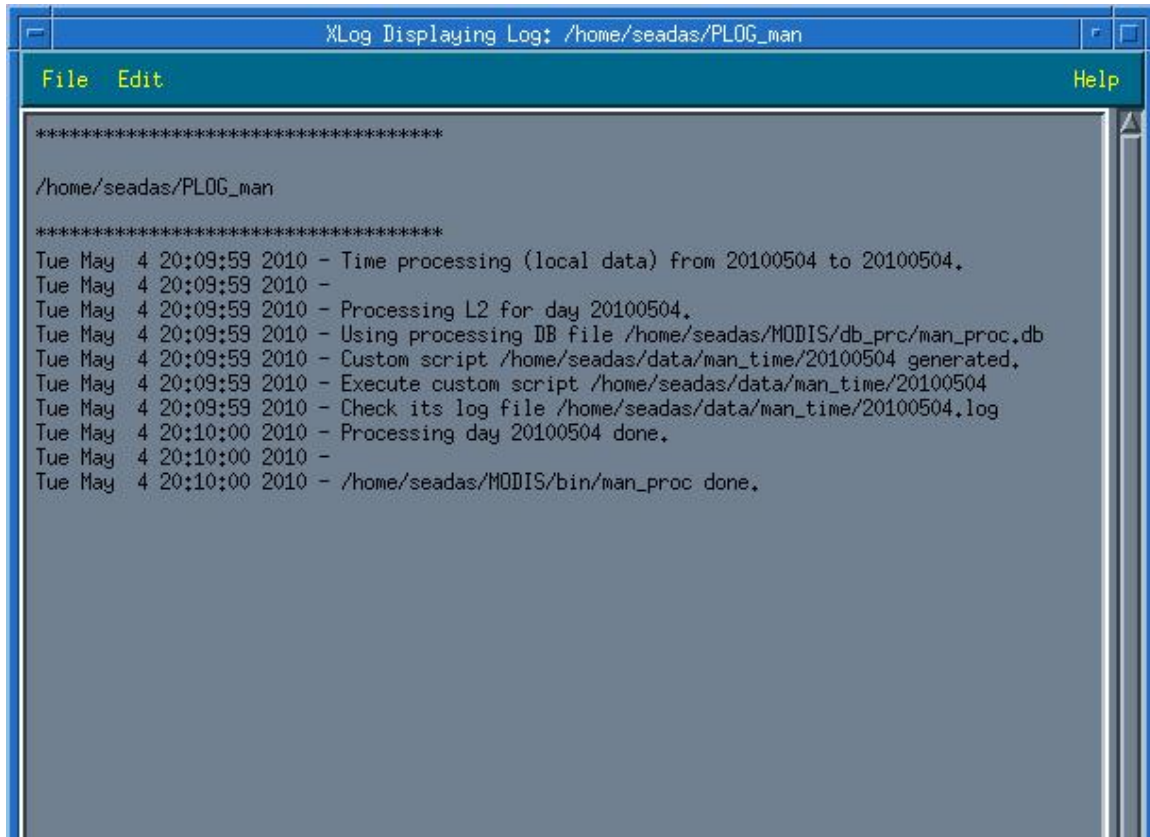 XLog Displaying Log: /home/seadas/PLOG_man
File Edit Help
************************************
/home/seadas/PLOG_man
************************************
Tue May  4 20:09:59 2010 - Time processing (local data) from 20100504 to 20100504.
Tue May  4 20:09:59 2010 -
Tue May  4 20:09:59 2010 - Processing L2 for day 20100504.
Tue May  4 20:09:59 2010 - Using processing DB file /home/seadas/MODIS/db_prc/man_proc.db
Tue May  4 20:09:59 2010 - Custom script /home/seadas/data/man_time/20100504 generated.
Tue May  4 20:09:59 2010 - Execute custom script /home/seadas/data/man_time/20100504
Tue May  4 20:09:59 2010 - Check its log file /home/seadas/data/man_time/20100504.log
Tue May  4 20:10:00 2010 - Processing day 20100504 done.
Tue May  4 20:10:00 2010 -
Tue May  4 20:10:00 2010 - /home/seadas/MODIS/bin/man_proc done.